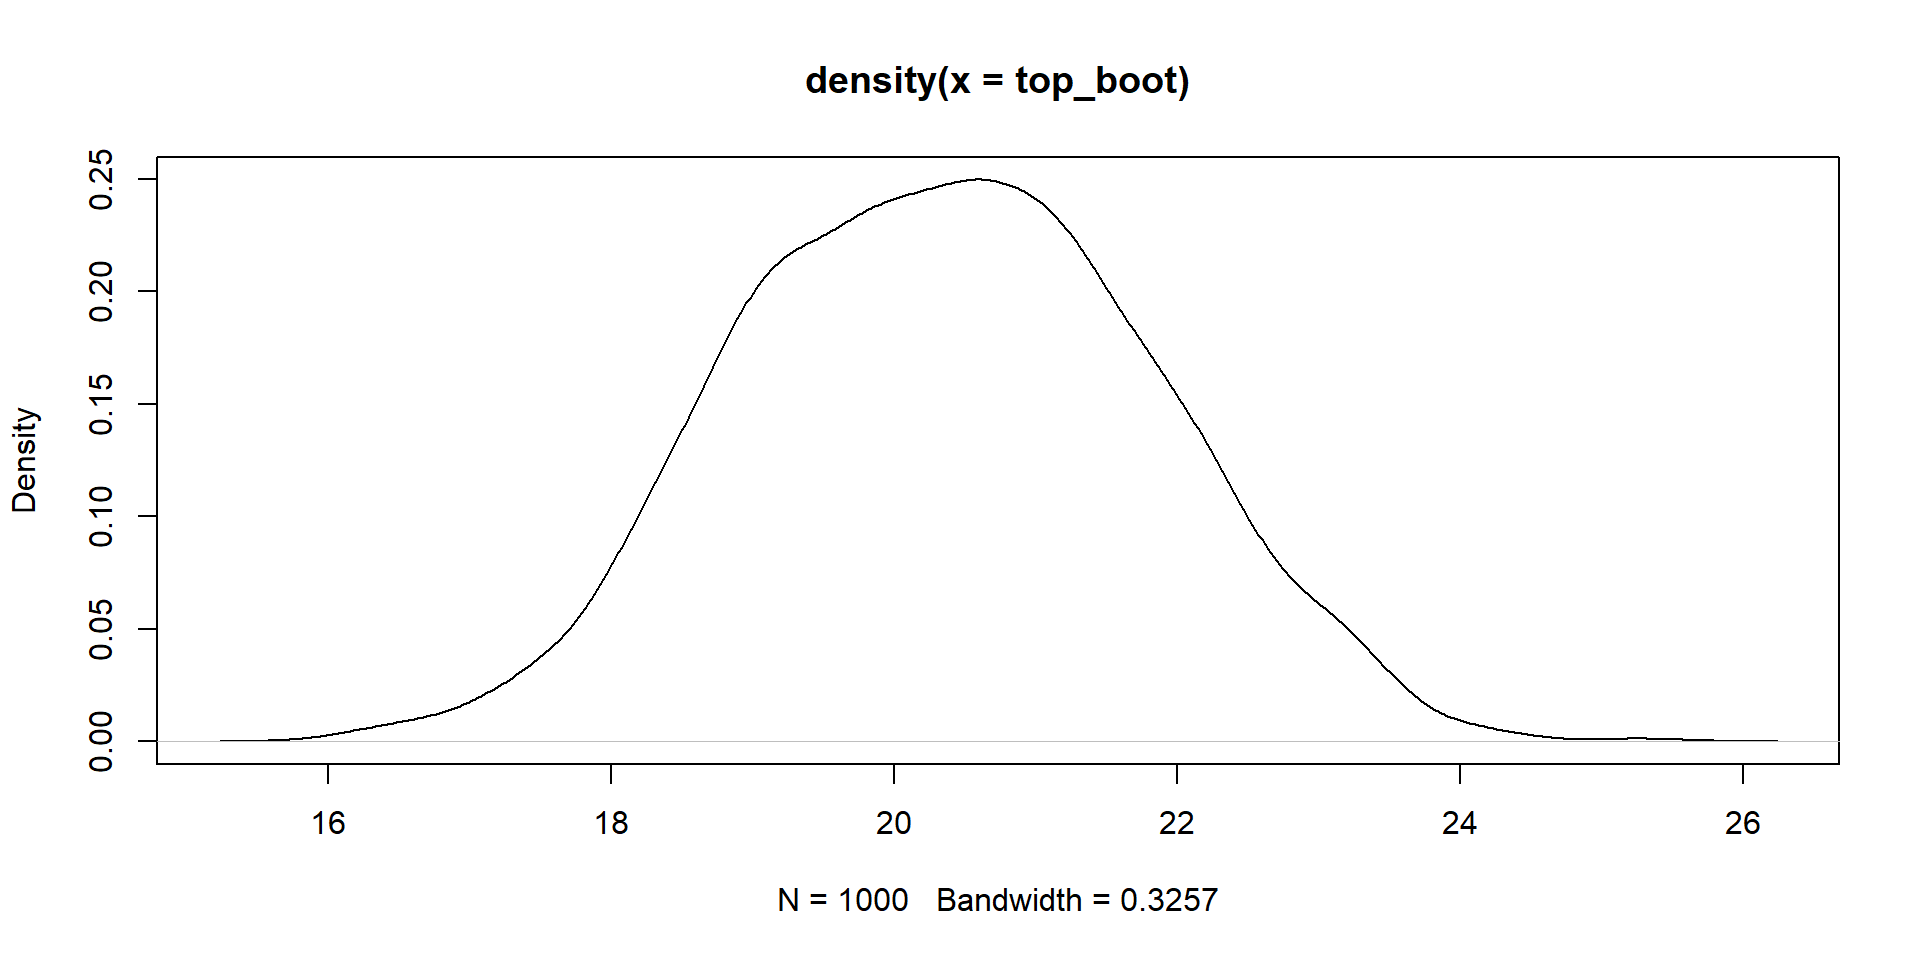 density(x = top_boot)
Density
0.25
0.20
0.15
0.10
0.05
0.00
16 18 20 22 24 26
N = 1000 Bandwidth = 0.3257